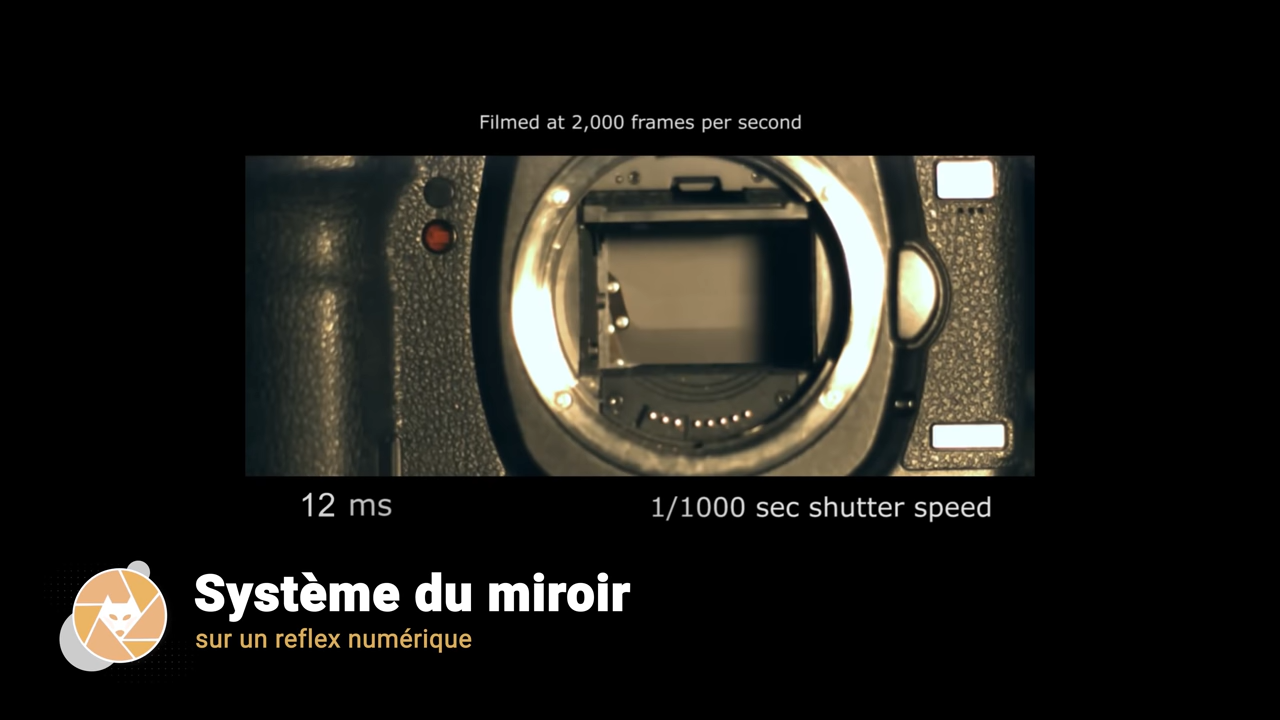 Filmed at 2,000 frames per second
12 ms
1/1000 sec shutter speed
Système du miroir
sur un reflex numérique